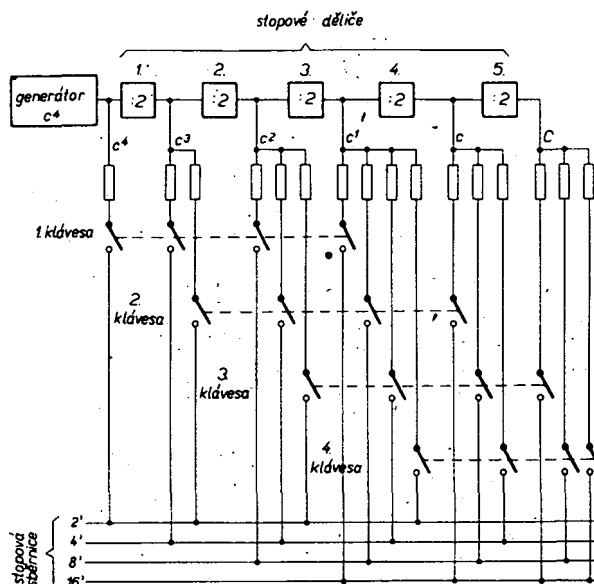 stopové děliče
1. 2. 3. 4. 5.
generátor
c⁴
:2 :2 :2 :2 :2
c⁴ c³ c² c¹ c C
1. klávesa
2.
klávesa
3.
klávesa
4.
klávesa
stopová
sběrnice
2'
4'
8'
16'